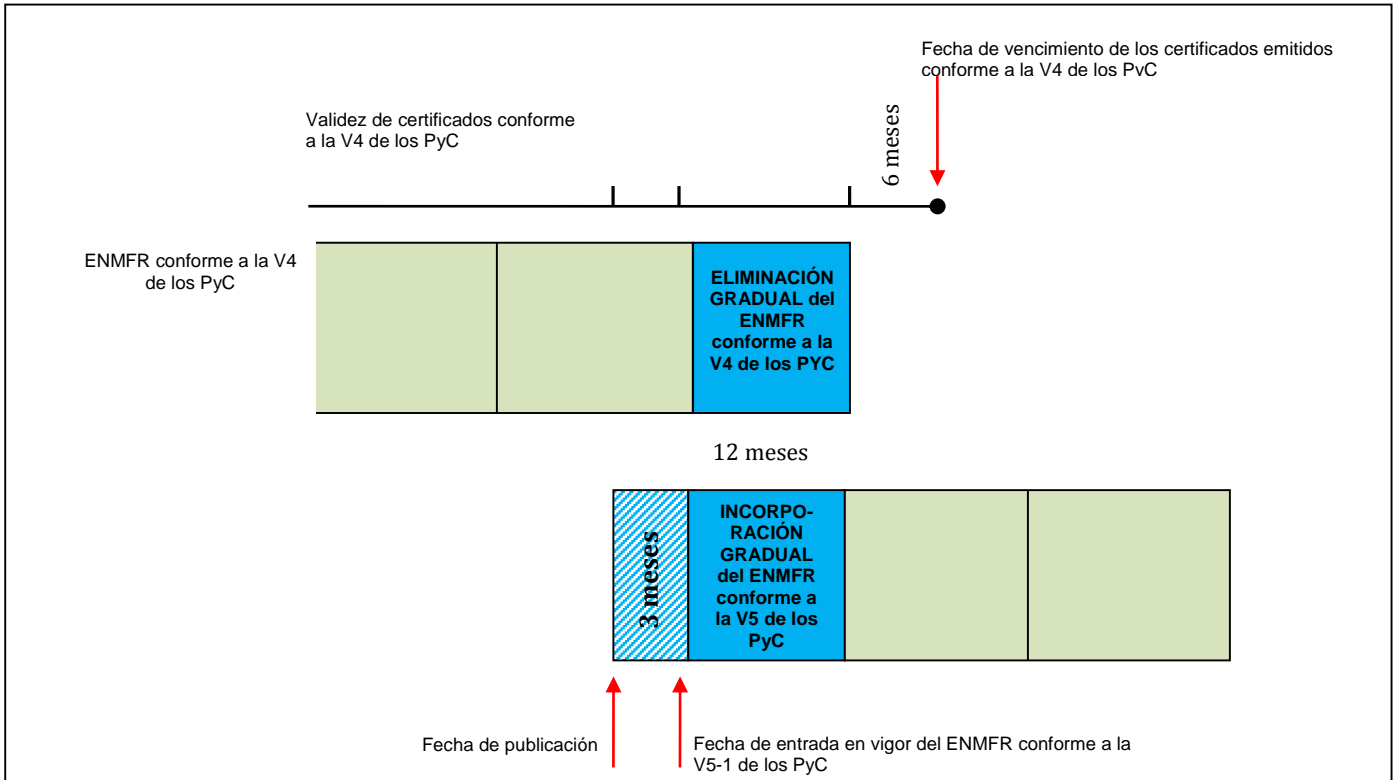 Fecha de vencimiento de los certificados emitidos
conforme a la V4 de los PyC
Validez de certificados conforme
a la V4 de los PyC
6 meses
ENMFR conforme a la V4
de los PyC
ELIMINACIÓN
GRADUAL del
ENMFR
conforme a la
V4 de los PYC
12 meses
3 meses
INCORPO-
RACIÓN
GRADUAL
del ENMFR
conforme a
la V5 de los
PyC
Fecha de publicación
Fecha de entrada en vigor del ENMFR conforme a la
V5-1 de los PyC